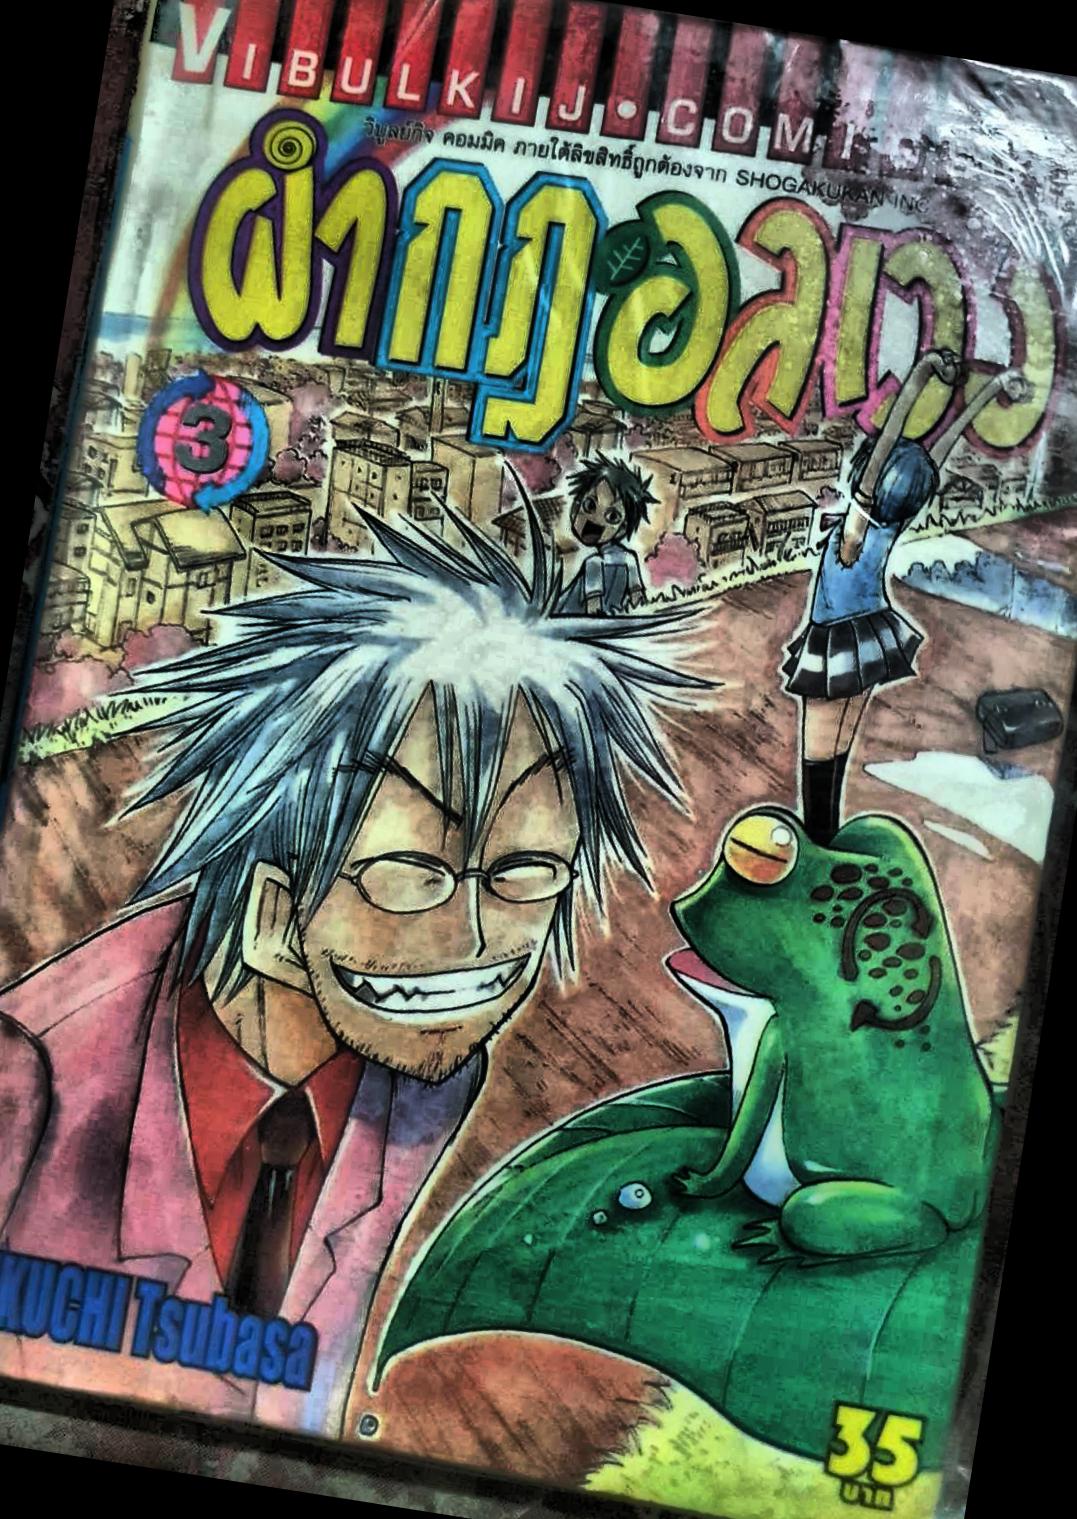 VIBULKIJ•COMICS
วิบูลย์กิจ คอมมิค ภายใต้ลิขสิทธิ์ถูกต้องจาก SHOGAKUKAN INC
ผ่ากฎอลเวง
3
KUCHI Tsubasa
35
บาท